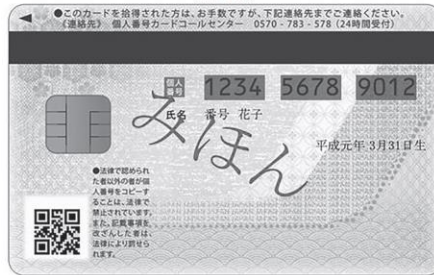 ●このカードを拾得された方は、お手数ですが、下記連絡先までご連絡ください。
《連絡先》 個人番号カードコールセンター 0570-783-578 (24時間受付)
個人番号 1234 5678 9012
氏名 番号 花子
平成元年 3月31日生
みほん
●法律で認められ
た者以外の者が個
人番号をコピーす
ることは、法律で
禁止されています。
また、記載事項を
改ざんした者は、
法律により罰せら
れます。